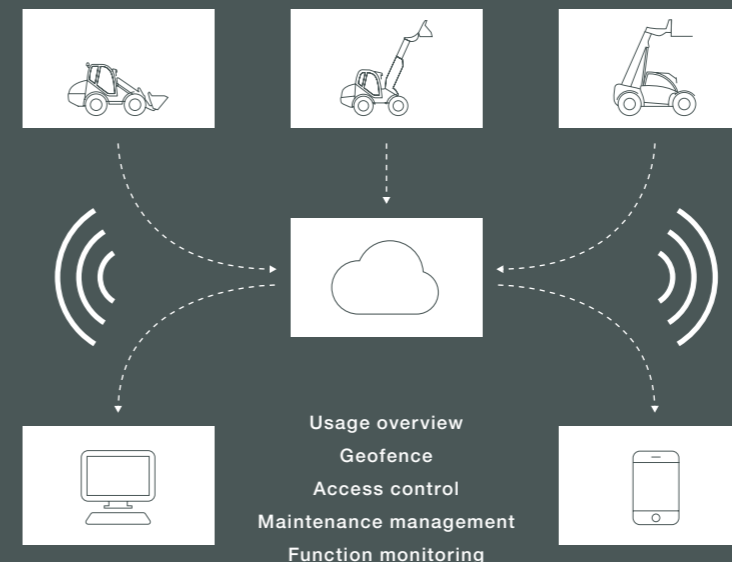 Usage overview
Geofence
Access control
Maintenance management
Function monitoring